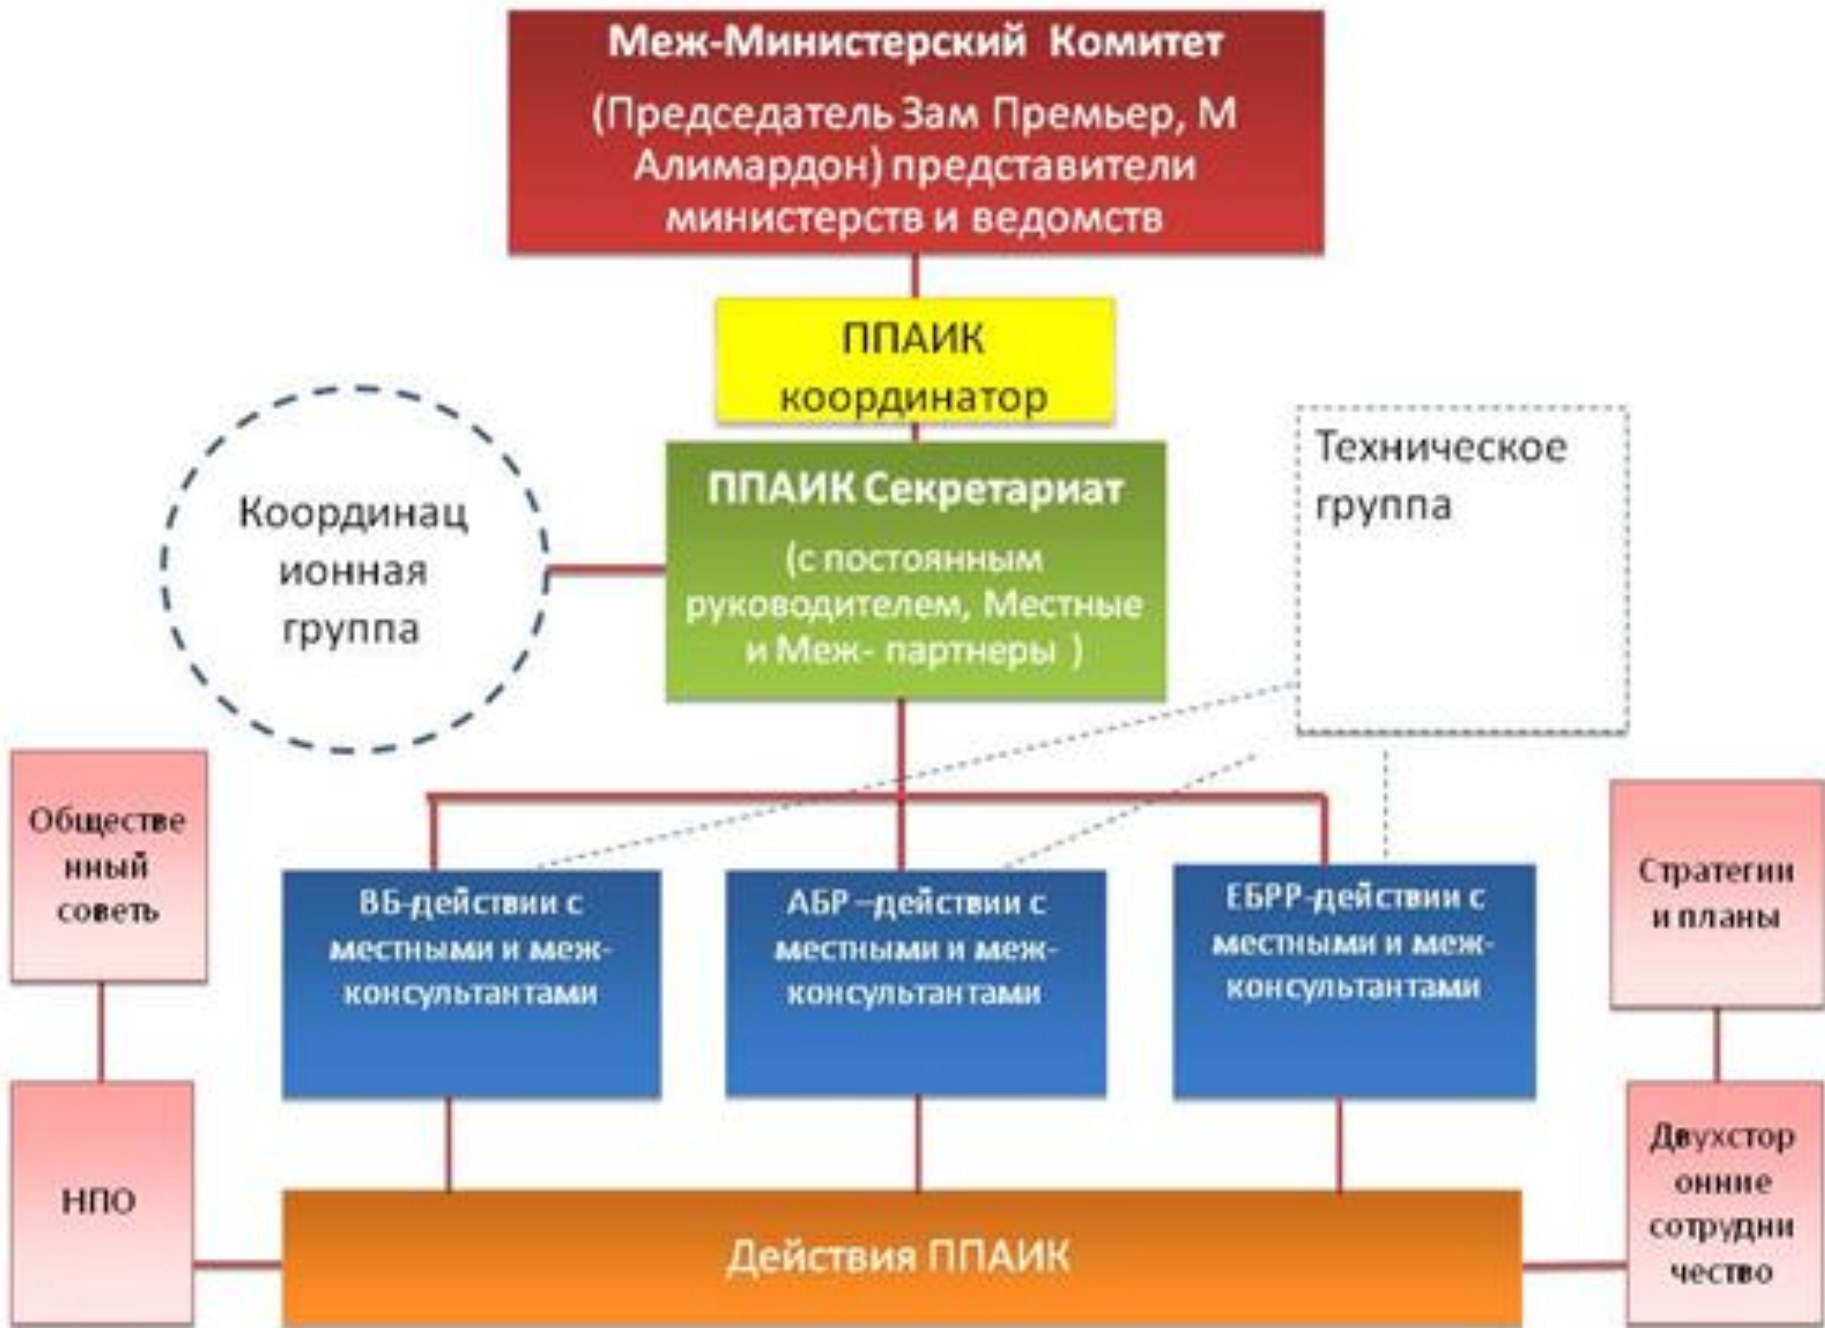 Меж-Министерский Комитет
(Председатель Зам Премьер, М
Алимардон) представители
министерств и ведомств
ППАИК
координатор
Координац
ионная
группа
ППАИК Секретариат
(с постоянным
руководителем, Местные
и Меж- партнеры )
Техническое
группа
Обществе
нный
советь
ВБ-действии с
местными и меж-
консультантами
АБР –действии с
местными и меж-
консультантами
ЕБРР-действии с
местными и меж-
консультантами
Стратегии
и планы
НПО
Действия ППАИК
Двухстор
онние
сотрудни
чество